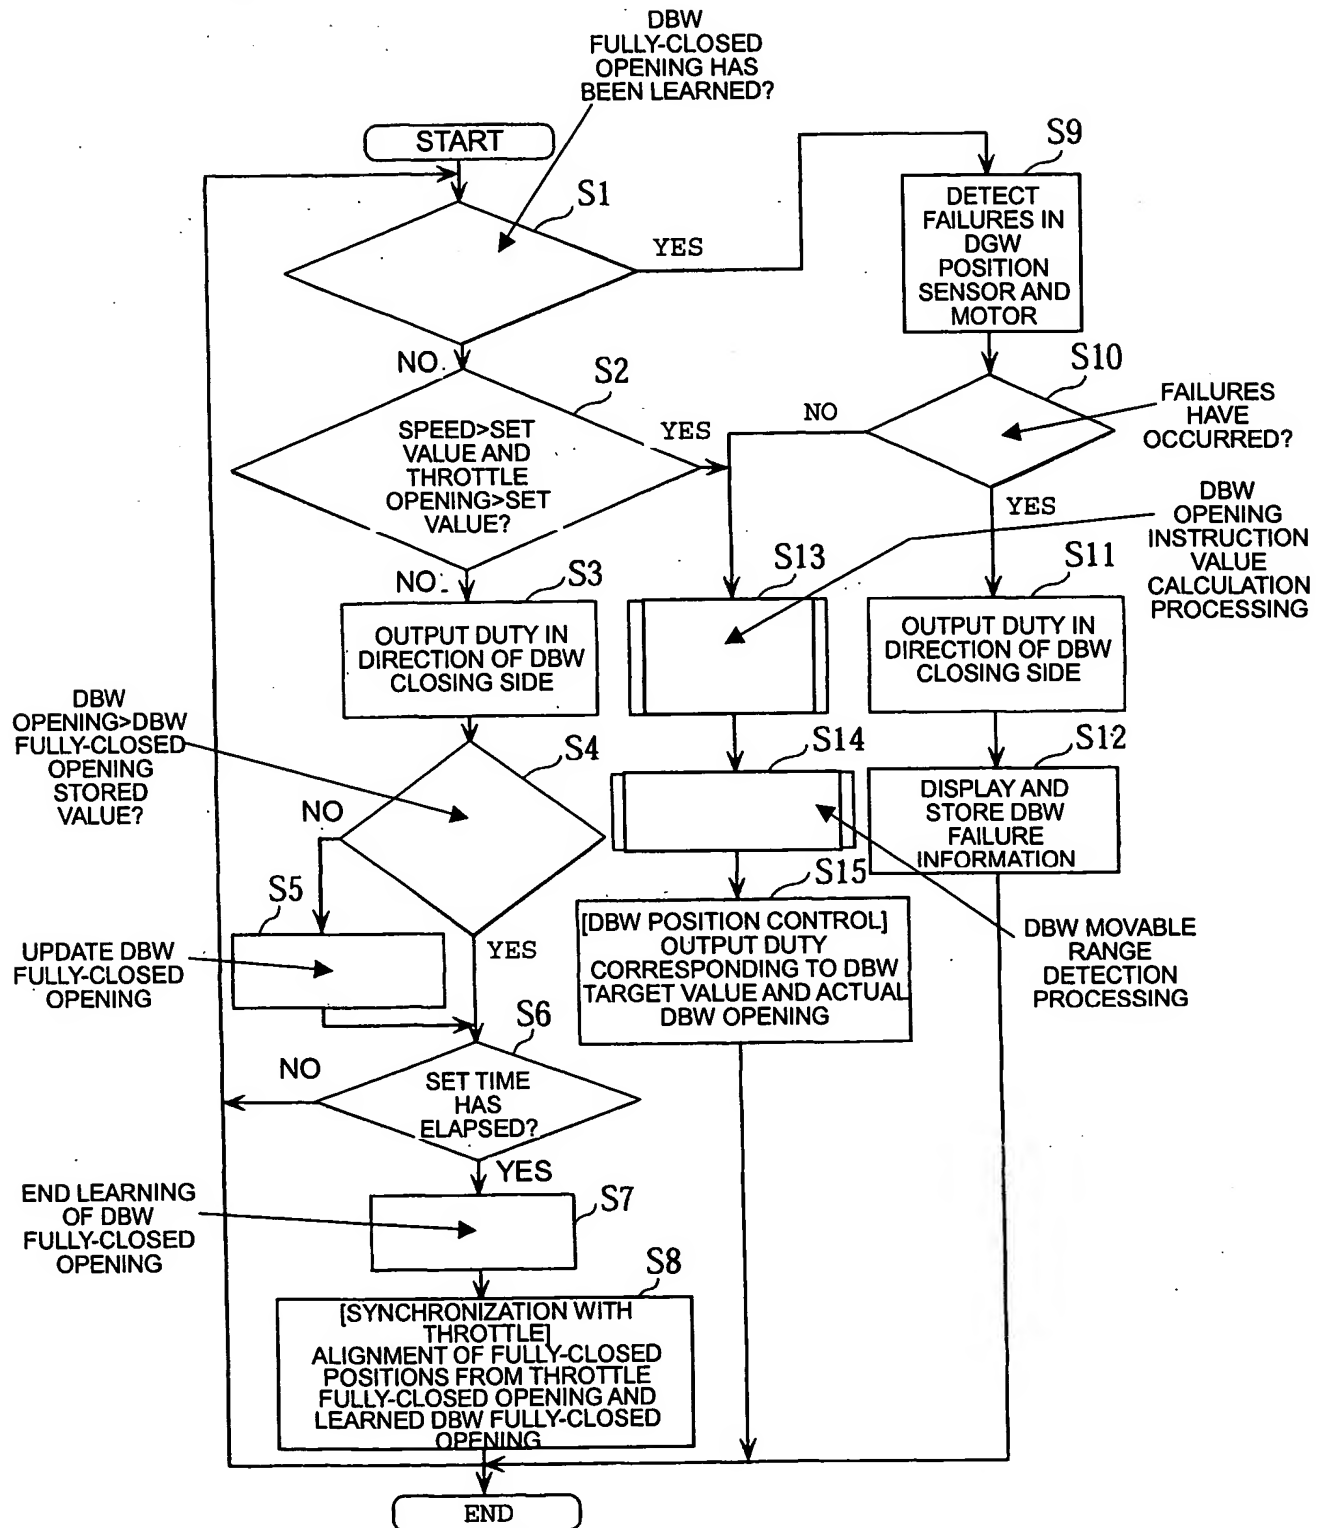 DBW
FULLY-CLOSED
OPENING HAS
BEEN LEARNED?
START
S1
YES
NO
S2
SPEED>SET
VALUE AND
THROTTLE
OPENING>SET
VALUE?
YES
NO
S3
OUTPUT DUTY IN
DIRECTION OF DBW
CLOSING SIDE
DBW
OPENING>DBW
FULLY-CLOSED
OPENING
STORED
VALUE?
S4
NO
YES
S5
UPDATE DBW
FULLY-CLOSED
OPENING
S6
NO
SET TIME
HAS
ELAPSED?
YES
END LEARNING
OF DBW
FULLY-CLOSED
OPENING
S7
S8
[SYNCHRONIZATION WITH
THROTTLE]
ALIGNMENT OF FULLY-CLOSED
POSITIONS FROM THROTTLE
FULLY-CLOSED OPENING AND
LEARNED DBW FULLY-CLOSED
OPENING
END
S9
DETECT
FAILURES IN
DGW
POSITION
SENSOR AND
MOTOR
S10
NO
FAILURES
HAVE
OCCURRED?
YES
DBW
OPENING
INSTRUCTION
VALUE
CALCULATION
PROCESSING
S13
S11
OUTPUT DUTY IN
DIRECTION OF DBW
CLOSING SIDE
S14
S12
DISPLAY AND
STORE DBW
FAILURE
INFORMATION
S15
[DBW POSITION CONTROL]
OUTPUT DUTY
CORRESPONDING TO DBW
TARGET VALUE AND ACTUAL
DBW OPENING
DBW MOVABLE
RANGE
DETECTION
PROCESSING